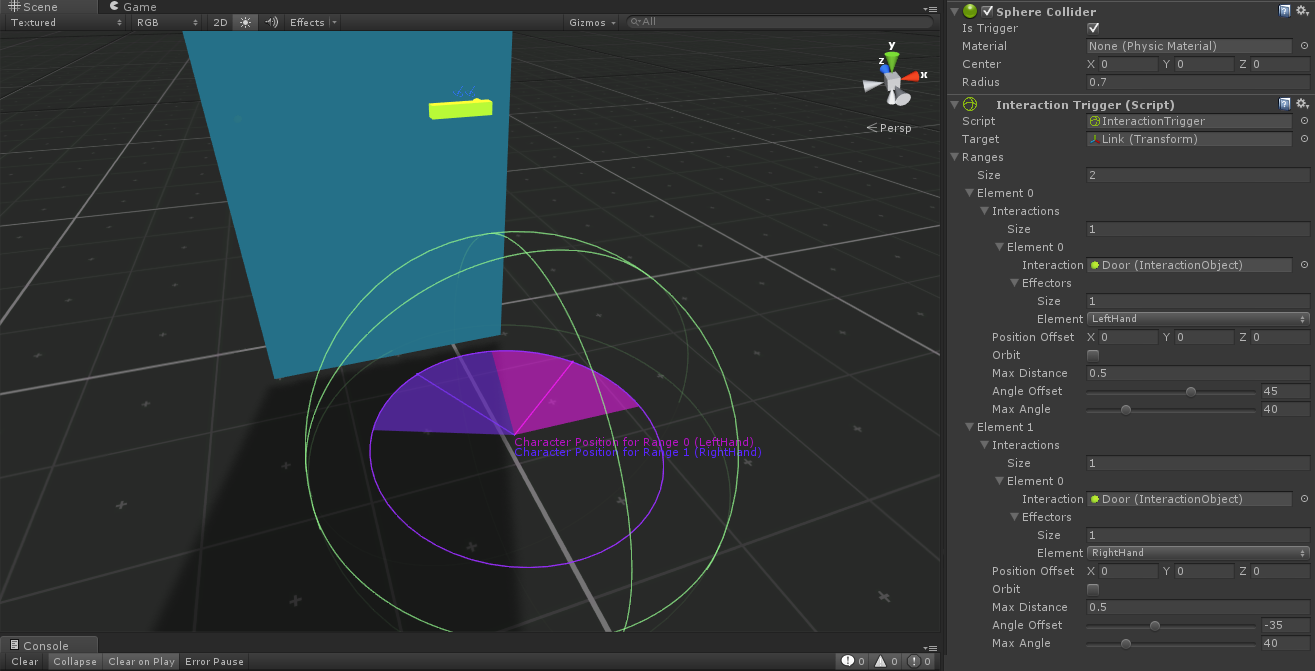 Scene Game
Textured RGB 2D Effects Gizmos All
y
z
x
Persp
Character Position for Range 0 (LeftHand)
Character Position for Range 1 (RightHand)
Console
Clear Collapse Clear on Play Error Pause 0 0 0
Sphere Collider
Is Trigger
Material None (Physic Material)
Center X 0 Y 0 Z 0
Radius 0.7
Interaction Trigger (Script)
Script InteractionTrigger
Target Link (Transform)
Ranges
Size 2
Element 0
Interactions
Size 1
Element 0
Interaction Door (InteractionObject)
Effectors
Size 1
Element LeftHand
Position Offset X 0 Y 0 Z 0
Orbit
Max Distance 0.5
Angle Offset 45
Max Angle 40
Element 1
Interactions
Size 1
Element 0
Interaction Door (InteractionObject)
Effectors
Size 1
Element RightHand
Position Offset X 0 Y 0 Z 0
Orbit
Max Distance 0.5
Angle Offset -35
Max Angle 40